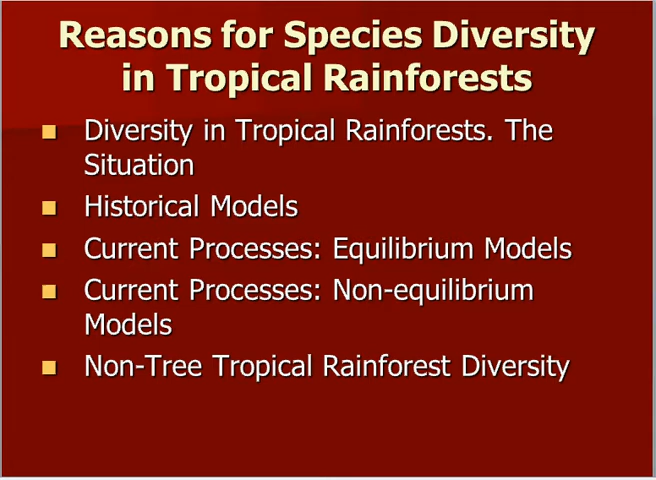 Reasons for Species Diversity
in Tropical Rainforests
Diversity in Tropical Rainforests. The
Situation
Historical Models
Current Processes: Equilibrium Models
Current Processes: Non-equilibrium
Models
Non-Tree Tropical Rainforest Diversity